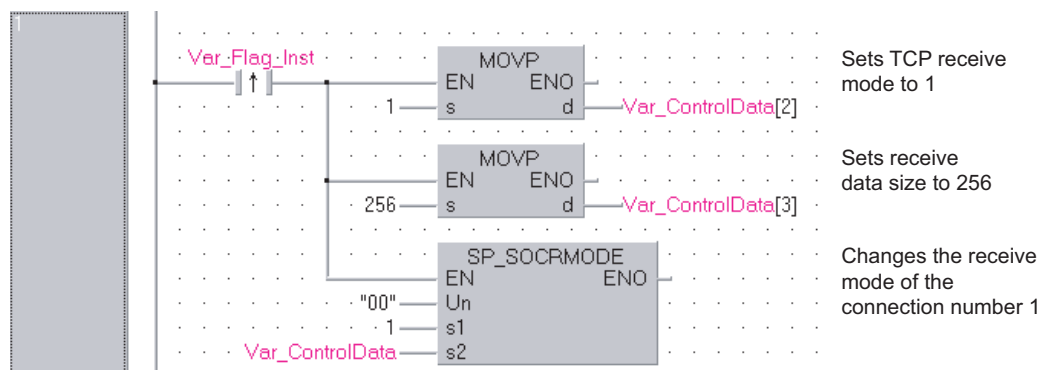 1
Var_Flag_Inst
MOVP
EN ENO
1 s d Var_ControlData[2]
Sets TCP receive
mode to 1
MOVP
EN ENO
256 s d Var_ControlData[3]
Sets receive
data size to 256
SP_SOCRMODE
EN ENO
"00" Un
1 s1
Var_ControlData s2
Changes the receive
mode of the
connection number 1